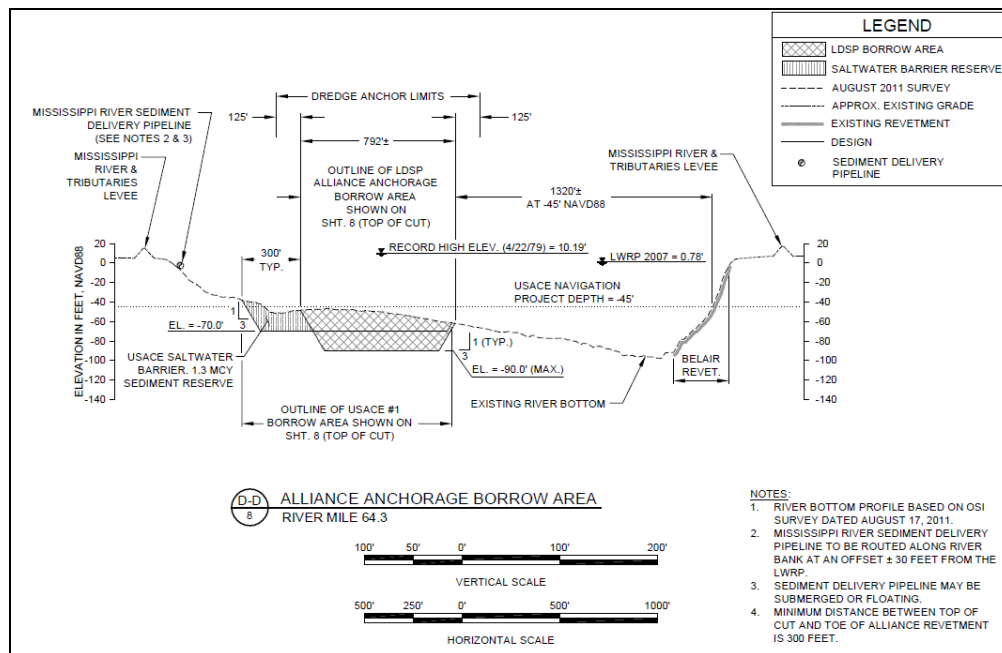 LEGEND
LDSP BORROW AREA
SALTWATER BARRIER RESERVE
AUGUST 2011 SURVEY
APPROX. EXISTING GRADE
EXISTING REVETMENT
DESIGN
SEDIMENT DELIVERY
PIPELINE
DREDGE ANCHOR LIMITS
125'
125'
792'±
MISSISSIPPI RIVER SEDIMENT
DELIVERY PIPELINE
(SEE NOTES 2 & 3)
MISSISSIPPI
RIVER &
TRIBUTARIES
LEVEE
OUTLINE OF LDSP
ALLIANCE ANCHORAGE
BORROW AREA
SHOWN ON
SHT. 8 (TOP OF CUT)
MISSISSIPPI RIVER &
TRIBUTARIES LEVEE
1320'±
AT -45' NAVD88
300'
TYP.
RECORD HIGH ELEV. (4/22/79) = 10.19'
LWRP 2007 = 0.78'
USACE NAVIGATION
PROJECT DEPTH = -45'
ELEVATION IN FEET, NAVD88
20
0
-20
-40
-60
-80
-100
-120
-140
20
0
-20
-40
-60
-80
-100
-120
-140
1
3
EL. = -70.0'
1 (TYP.)
3
EL. = -90.0' (MAX.)
USACE SALTWATER
BARRIER. 1.3 MCY
SEDIMENT RESERVE
BELAIR
REVET.
EXISTING RIVER BOTTOM
OUTLINE OF USACE #1
BORROW AREA SHOWN ON
SHT. 8 (TOP OF CUT)
D-D
8
ALLIANCE ANCHORAGE BORROW AREA
RIVER MILE 64.3
100' 50' 0' 100' 200'
VERTICAL SCALE
500' 250' 0' 500' 1000'
HORIZONTAL SCALE
NOTES:
1. RIVER BOTTOM PROFILE BASED ON OSI
SURVEY DATED AUGUST 17, 2011.
2. MISSISSIPPI RIVER SEDIMENT DELIVERY
PIPELINE TO BE ROUTED ALONG RIVER
BANK AT AN OFFSET ± 30 FEET FROM THE
LWRP.
3. SEDIMENT DELIVERY PIPELINE MAY BE
SUBMERGED OR FLOATING.
4. MINIMUM DISTANCE BETWEEN TOP OF
CUT AND TOE OF ALLIANCE REVETMENT
IS 300 FEET.